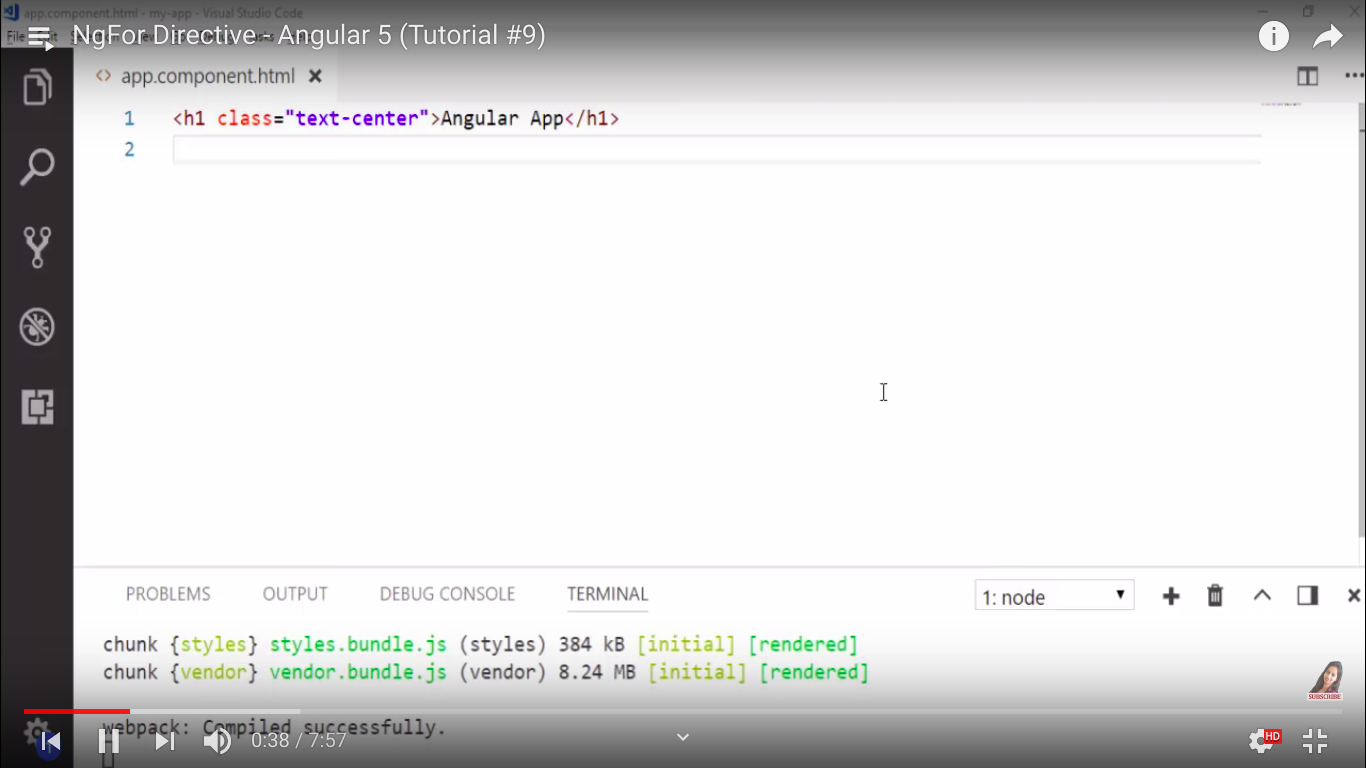 app.component.html - my-app - Visual Studio Code
NgFor Directive - Angular 5 (Tutorial #9)
app.component.html
1 <h1 class="text-center">Angular App</h1>
2
PROBLEMS OUTPUT DEBUG CONSOLE TERMINAL 1: node
chunk {styles} styles.bundle.js (styles) 384 kB [initial] [rendered]
chunk {vendor} vendor.bundle.js (vendor) 8.24 MB [initial] [rendered]
SUBSCRIBE
webpack: Compiled successfully.
0:38 / 7:57
HD